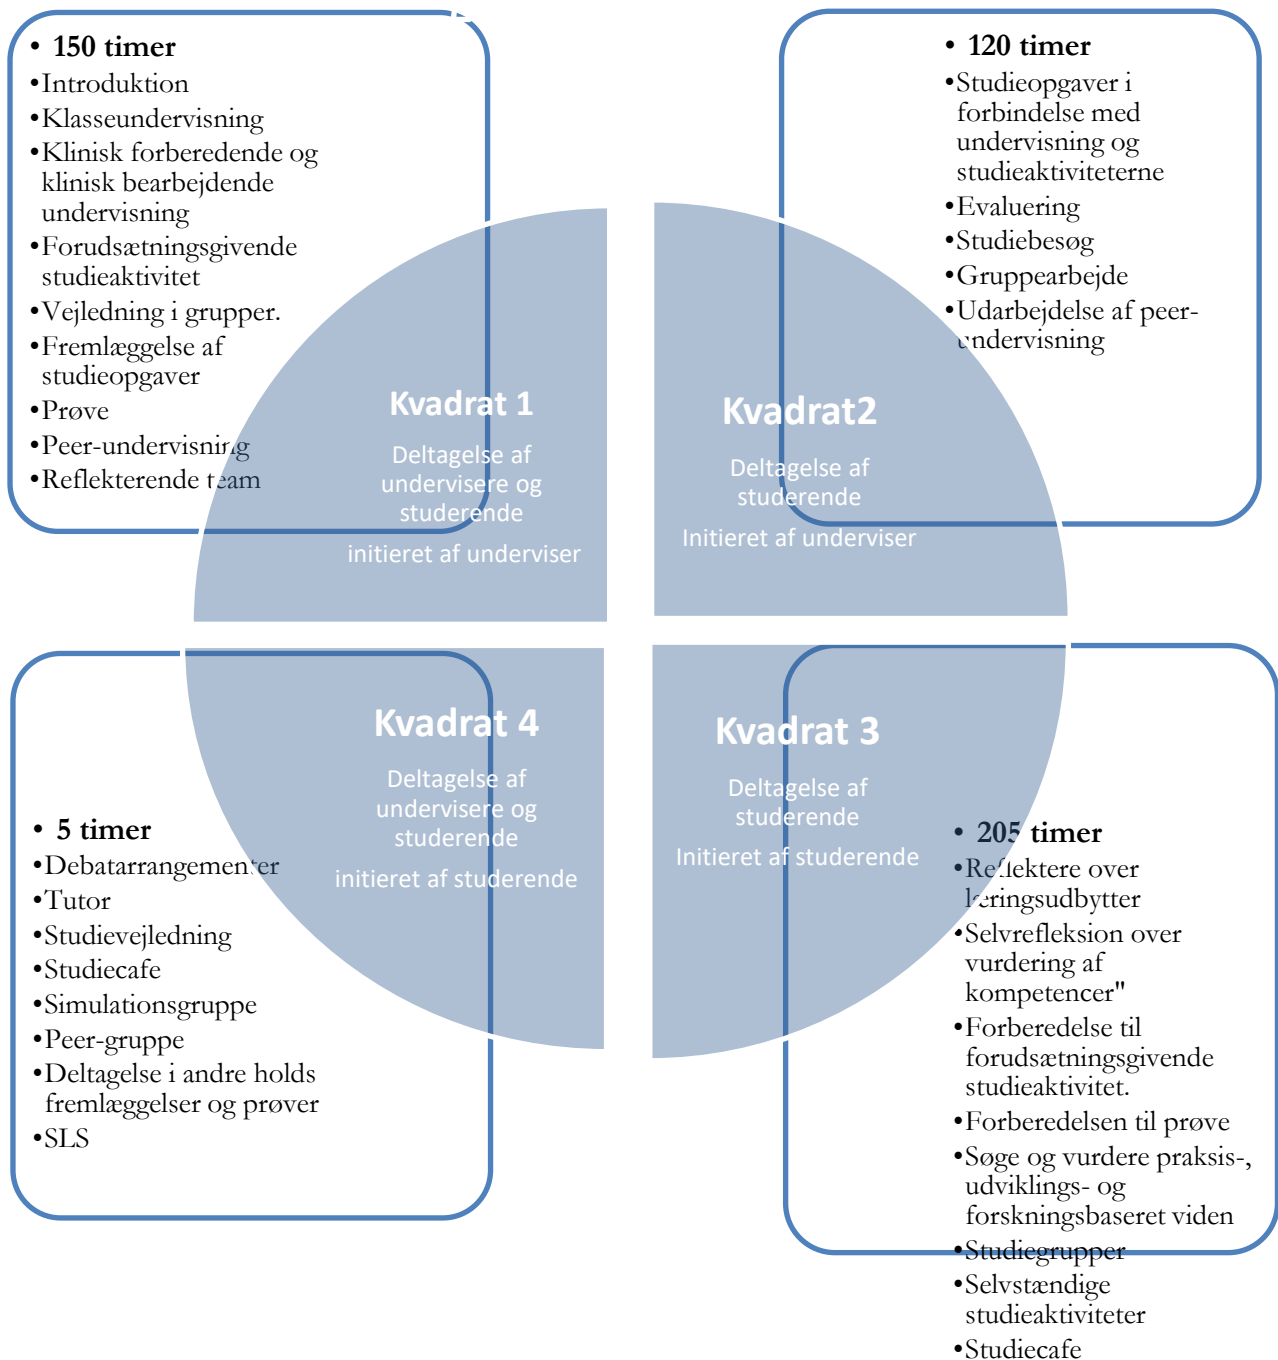 • 150 timer
•Introduktion
•Klasseundervisning
•Klinisk forberedende og
klinisk bearbejdende
undervisning
•Forudsætningsgivende
studieaktivitet
•Vejledning i grupper.
•Fremlæggelse af
studieopgaver
•Prøve
•Peer-undervisning
•Reflekterende team
Kvadrat 1
Deltagelse af
undervisere og
studerende
initieret af underviser
• 120 timer
•Studieopgaver i
forbindelse med
undervisning og
studieaktiviteterne
•Evaluering
•Studiebesøg
•Gruppearbejde
•Udarbejdelse af peer-
undervisning
Kvadrat2
Deltagelse af
studerende
Initieret af underviser
Kvadrat 4
Deltagelse af
undervisere og
studerende
initieret af studerende
• 5 timer
•Debatarrangementer
•Tutor
•Studievejledning
•Studiecafe
•Simulationsgruppe
•Peer-gruppe
•Deltagelse i andre holds
fremlæggelser og prøver
•SLS
Kvadrat 3
Deltagelse af
studerende
Initieret af studerende
• 205 timer
•Reflektere over
læringsudbytter
•Selvrefleksion over
vurdering af
kompetencer"
•Forberedelse til
forudsætningsgivende
studieaktivitet.
•Forberedelsen til prøve
•Søge og vurdere praksis-,
udviklings- og
forskningsbaseret viden
•Studiegrupper
•Selvstændige
studieaktiviteter
•Studiecafe